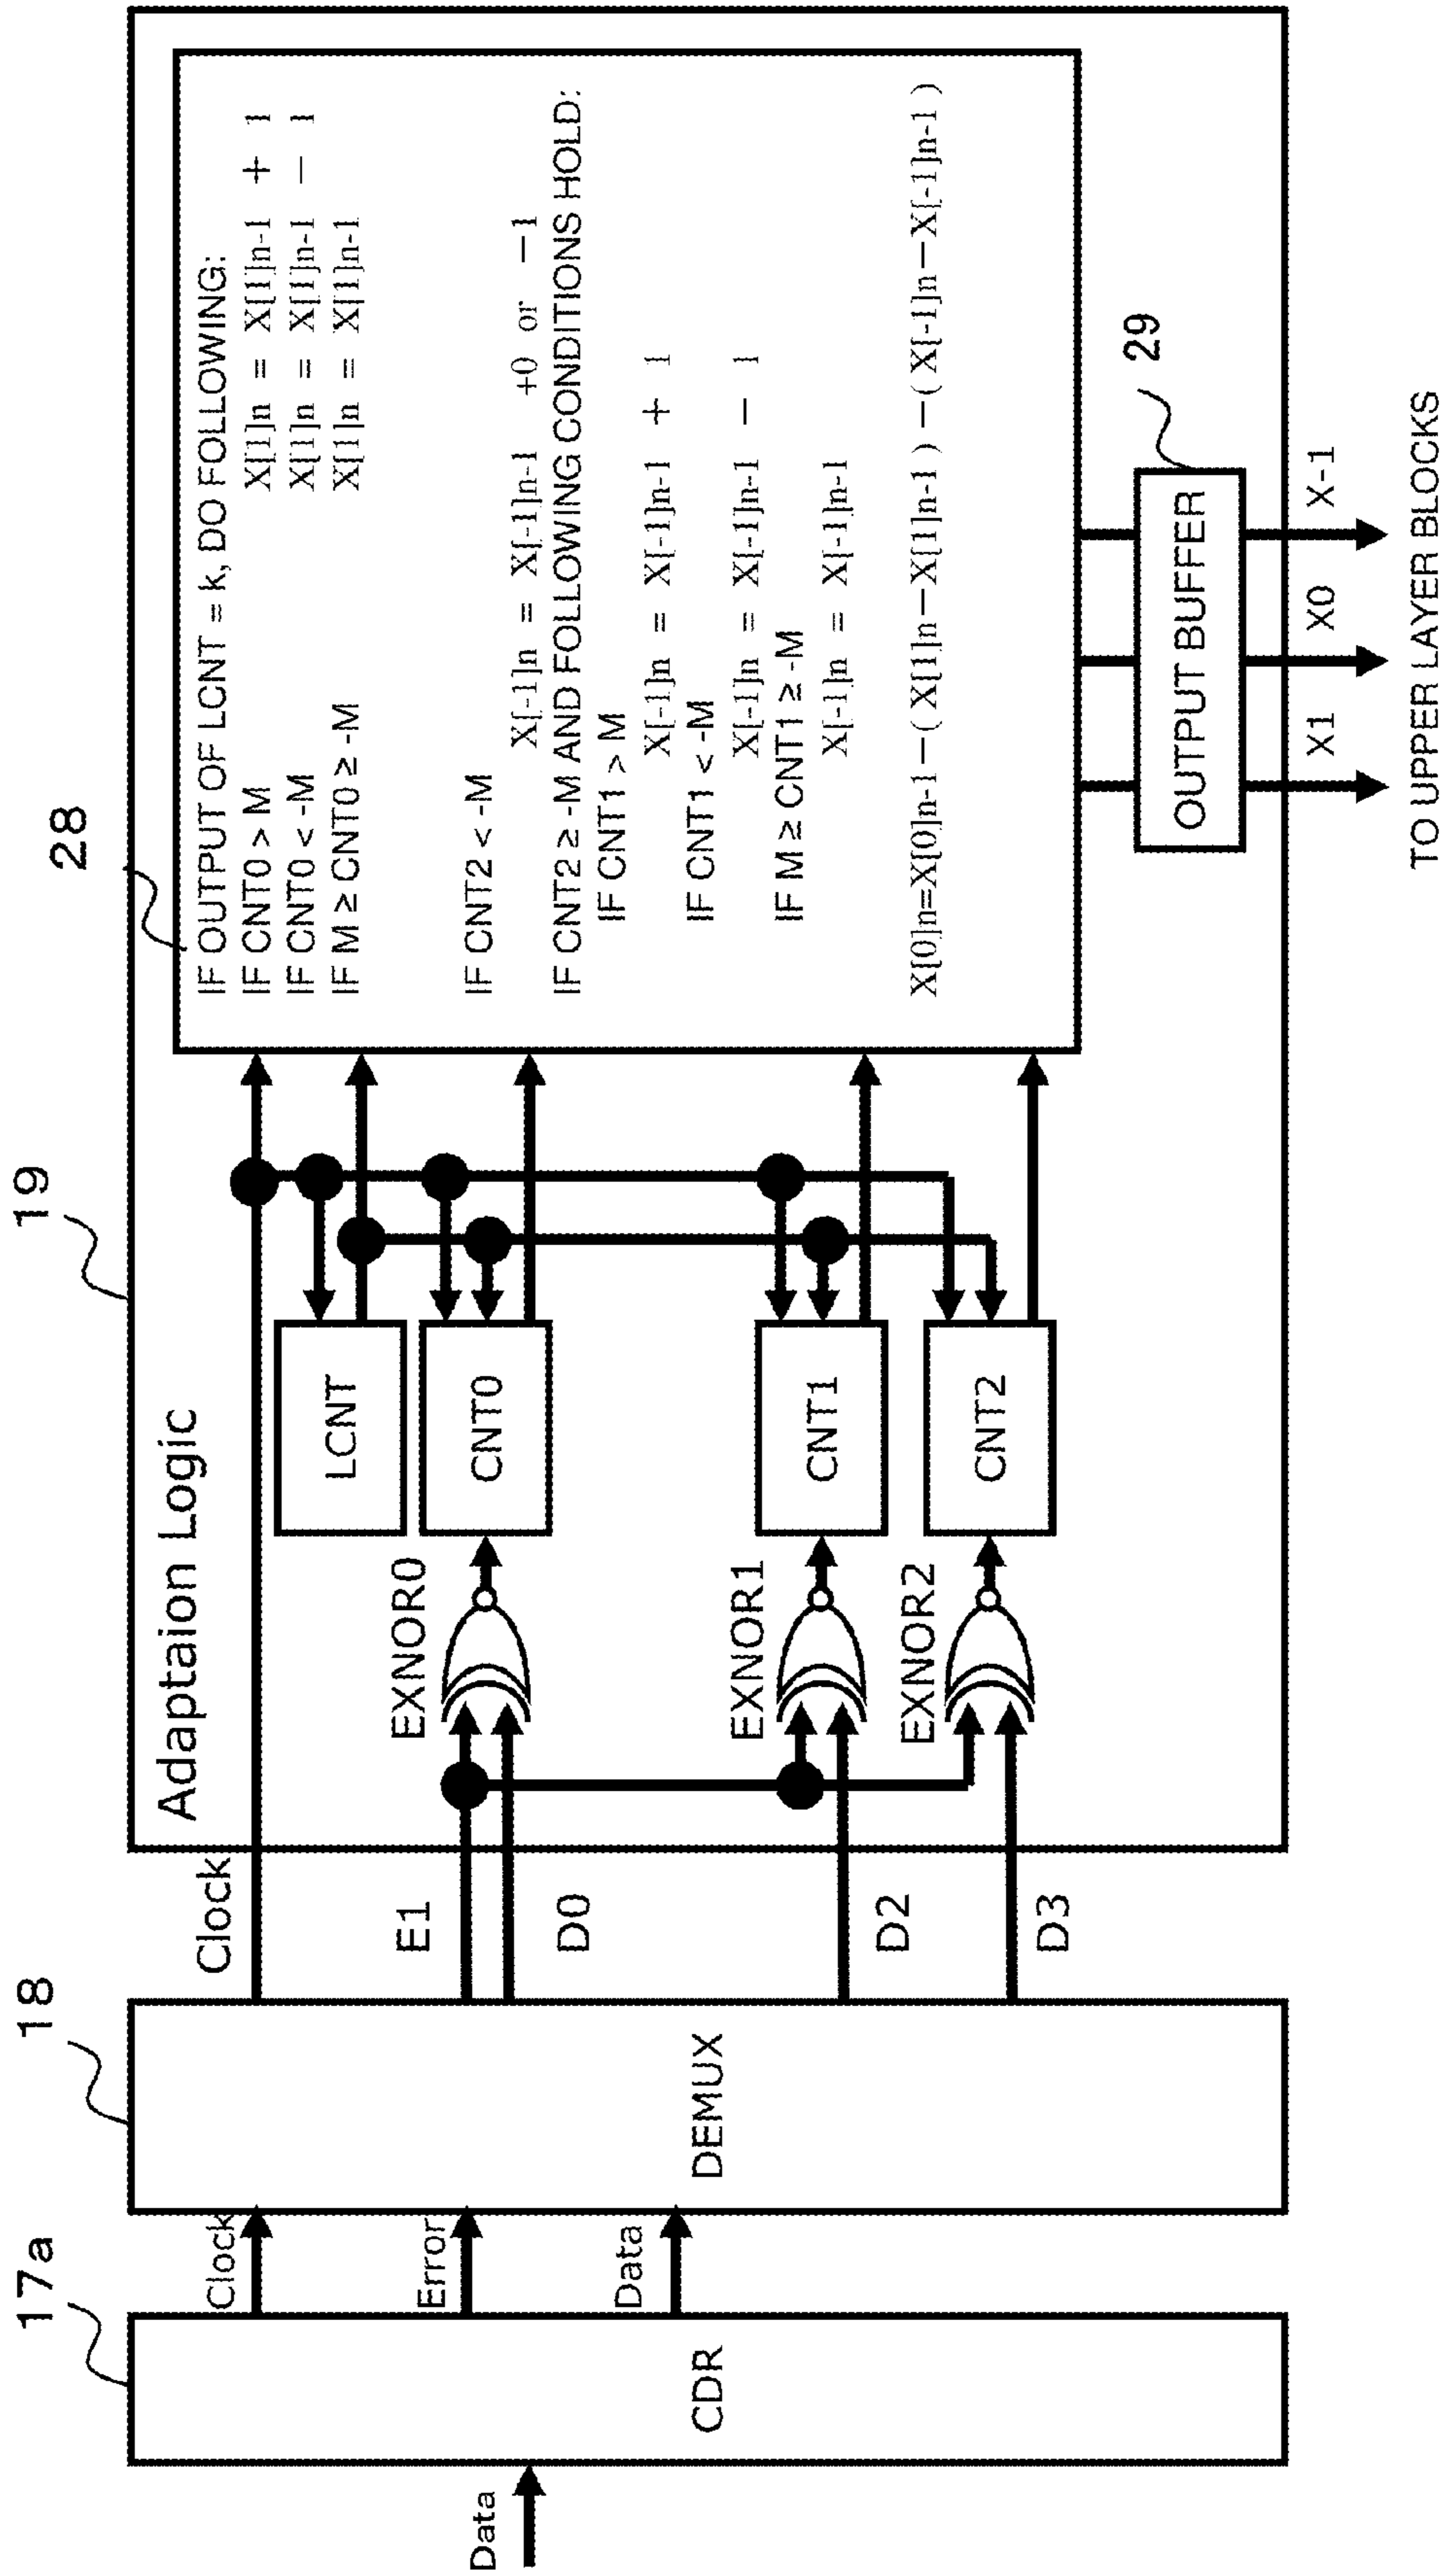 17a
18
19
28
Data
CDR
Clock
Error
Data
DEMUX
Clock
E1
D0
D2
D3
Adaptaion Logic
EXNOR0
EXNOR1
EXNOR2
LCNT
CNT0
CNT1
CNT2
IF OUTPUT OF LCNT = k, DO FOLLOWING:
IF CNT0 > M X[1]n = X[1]n-1 + 1
IF CNT0 < -M X[1]n = X[1]n-1 − 1
IF M ≥ CNT0 ≥ -M X[1]n = X[1]n-1
IF CNT2 < -M
X[-1]n = X[-1]n-1 +0 or −1
IF CNT2 ≥ -M AND FOLLOWING CONDITIONS HOLD:
IF CNT1 > M
X[-1]n = X[-1]n-1 + 1
IF CNT1 < -M
X[-1]n = X[-1]n-1 − 1
IF M ≥ CNT1 ≥ -M
X[-1]n = X[-1]n-1
X[0]n=X[0]n-1−( X[1]n−X[1]n-1 ) −( X[-1]n−X[-1]n-1 )
29
OUTPUT BUFFER
X1
X0
X-1
TO UPPER LAYER BLOCKS